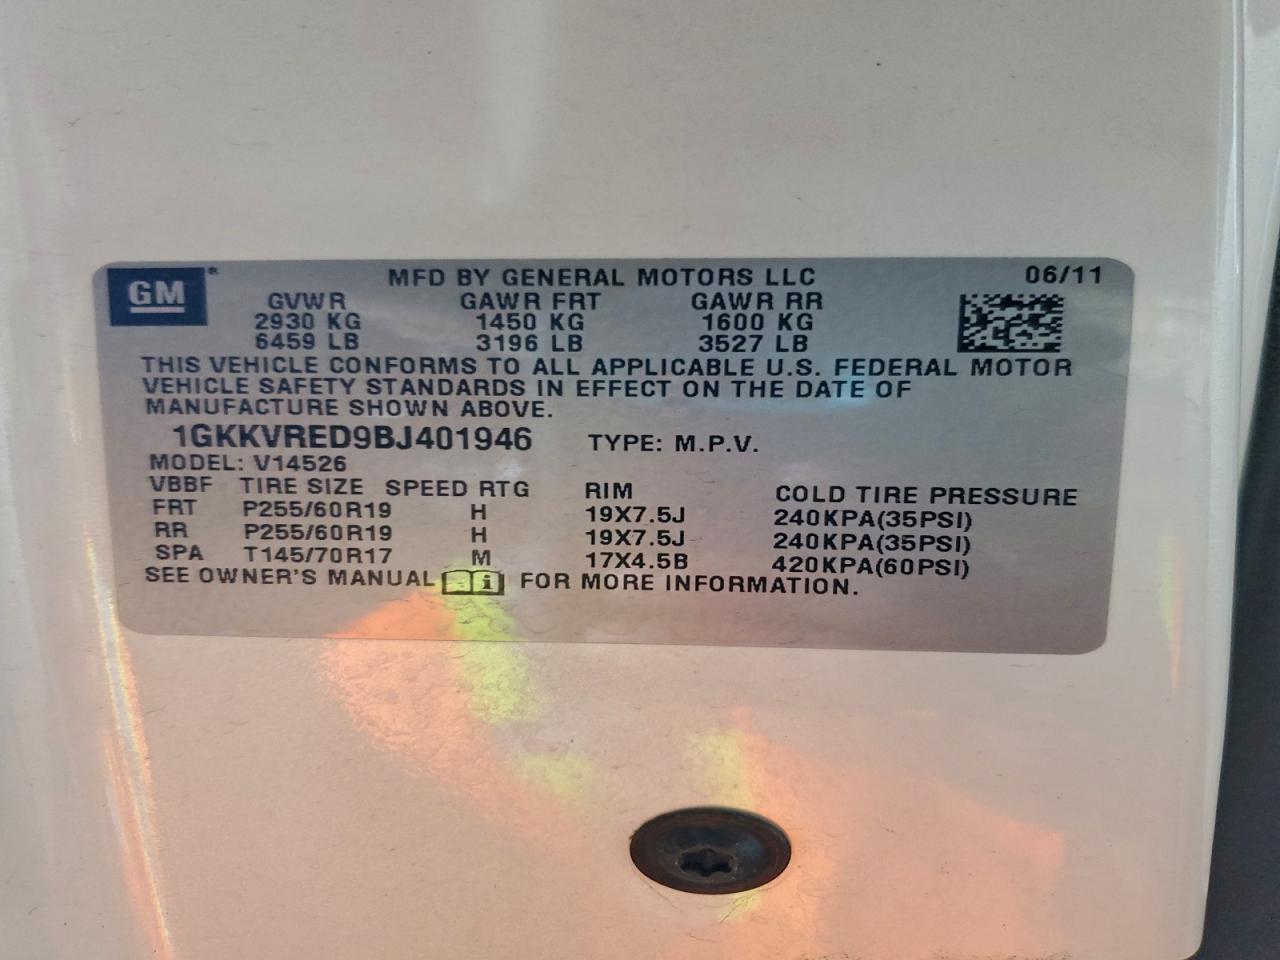 GM®
MFD BY GENERAL MOTORS LLC 06/11
GVWR GAWR FRT GAWR RR
2930 KG 1450 KG 1600 KG
6459 LB 3196 LB 3527 LB
THIS VEHICLE CONFORMS TO ALL APPLICABLE U.S. FEDERAL MOTOR
VEHICLE SAFETY STANDARDS IN EFFECT ON THE DATE OF
MANUFACTURE SHOWN ABOVE.
1GKKVRED9BJ401946 TYPE: M.P.V.
MODEL: V14526
VBBF TIRE SIZE SPEED RTG RIM COLD TIRE PRESSURE
FRT P255/60R19 H 19X7.5J 240KPA(35PSI)
RR P255/60R19 H 19X7.5J 240KPA(35PSI)
SPA T145/70R17 M 17X4.5B 420KPA(60PSI)
SEE OWNER'S MANUAL i FOR MORE INFORMATION.